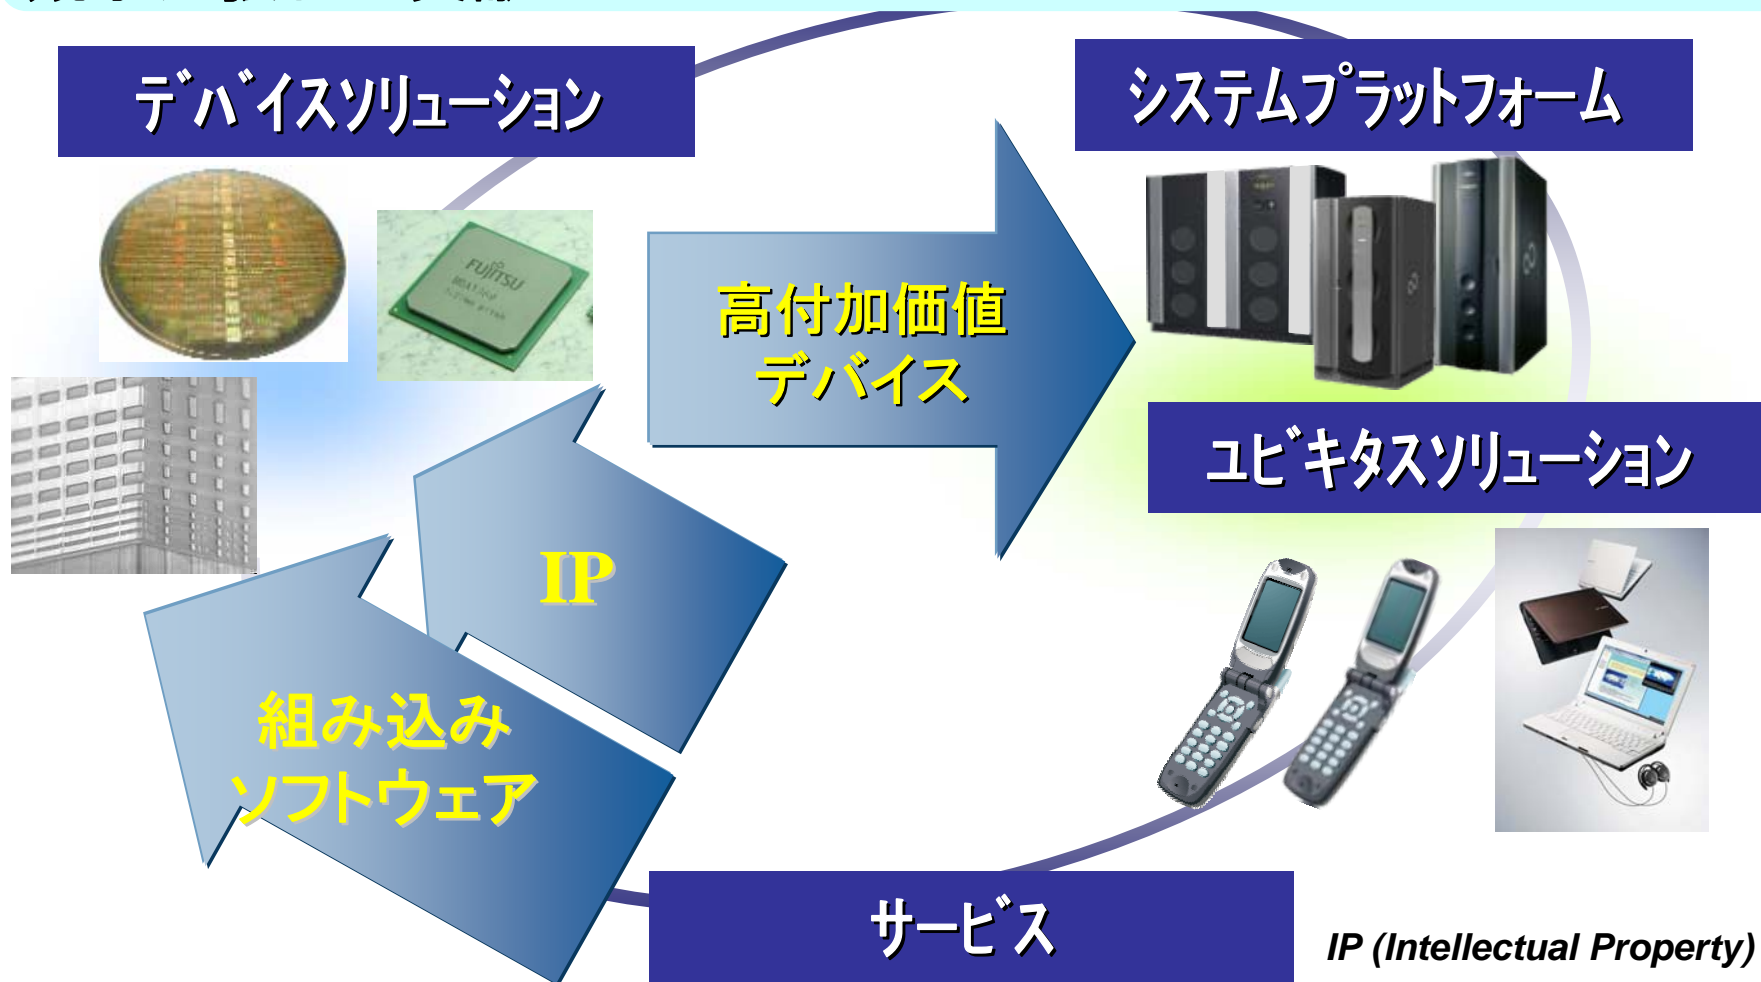 デバイスソリューション
システムプラットフォーム
FUJITSU
高付加価値
デバイス
ユビキタスソリューション
IP
組み込み
ソフトウェア
サービス
IP (Intellectual Property)